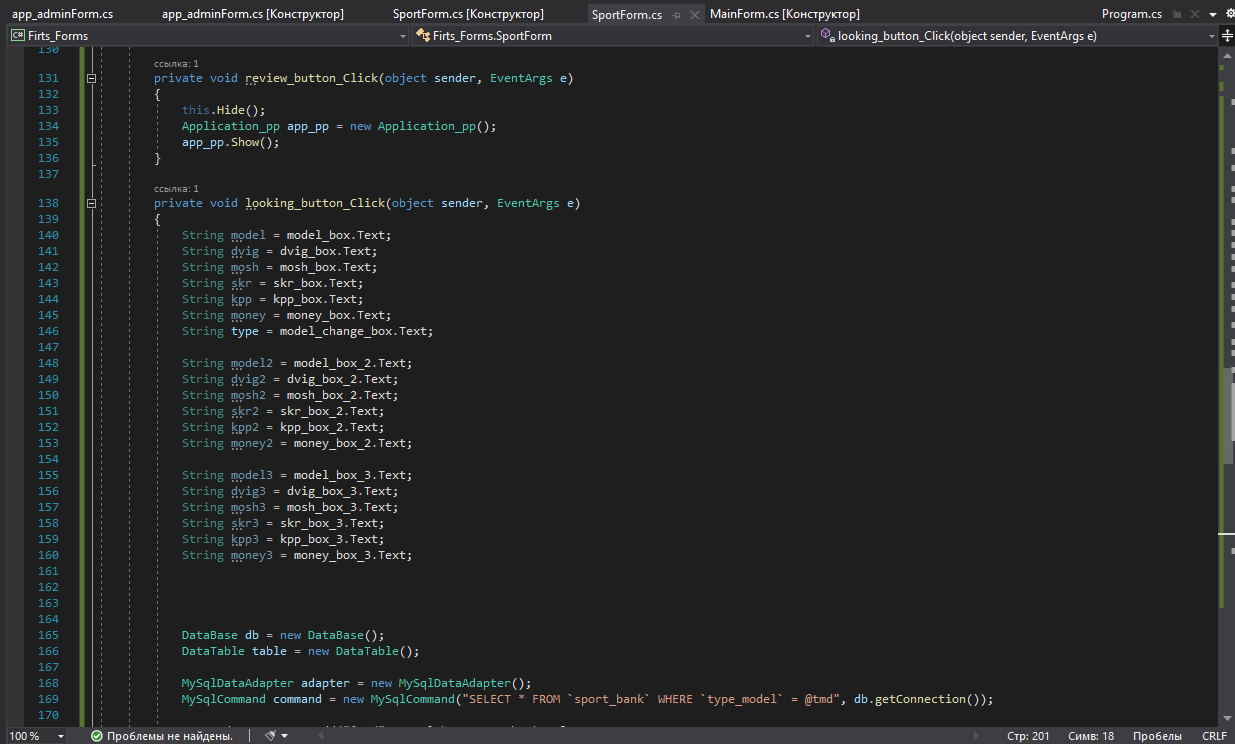 app_adminForm.cs app_adminForm.cs [Конструктор] SportForm.cs [Конструктор] SportForm.cs MainForm.cs [Конструктор] Program.cs
C# Firts_Forms Firts_Forms.SportForm looking_button_Click(object sender, EventArgs e)
130
ссылка: 1
131 private void review_button_Click(object sender, EventArgs e)
132 {
133 this.Hide();
134 Application_pp app_pp = new Application_pp();
135 app_pp.Show();
136 }
137
ссылка: 1
138 private void looking_button_Click(object sender, EventArgs e)
139 {
140 String model = model_box.Text;
141 String dvig = dvig_box.Text;
142 String mosh = mosh_box.Text;
143 String skr = skr_box.Text;
144 String kpp = kpp_box.Text;
145 String money = money_box.Text;
146 String type = model_change_box.Text;
147
148 String model2 = model_box_2.Text;
149 String dvig2 = dvig_box_2.Text;
150 String mosh2 = mosh_box_2.Text;
151 String skr2 = skr_box_2.Text;
152 String kpp2 = kpp_box_2.Text;
153 String money2 = money_box_2.Text;
154
155 String model3 = model_box_3.Text;
156 String dvig3 = dvig_box_3.Text;
157 String mosh3 = mosh_box_3.Text;
158 String skr3 = skr_box_3.Text;
159 String kpp3 = kpp_box_3.Text;
160 String money3 = money_box_3.Text;
161
162
163
164
165 DataBase db = new DataBase();
166 DataTable table = new DataTable();
167
168 MySqlDataAdapter adapter = new MySqlDataAdapter();
169 MySqlCommand command = new MySqlCommand("SELECT * FROM `sport_bank` WHERE `type_model` = @tmd", db.getConnection());
170
100 % Проблемы не найдены. Стр: 201 Симв: 18 Пробелы CRLF